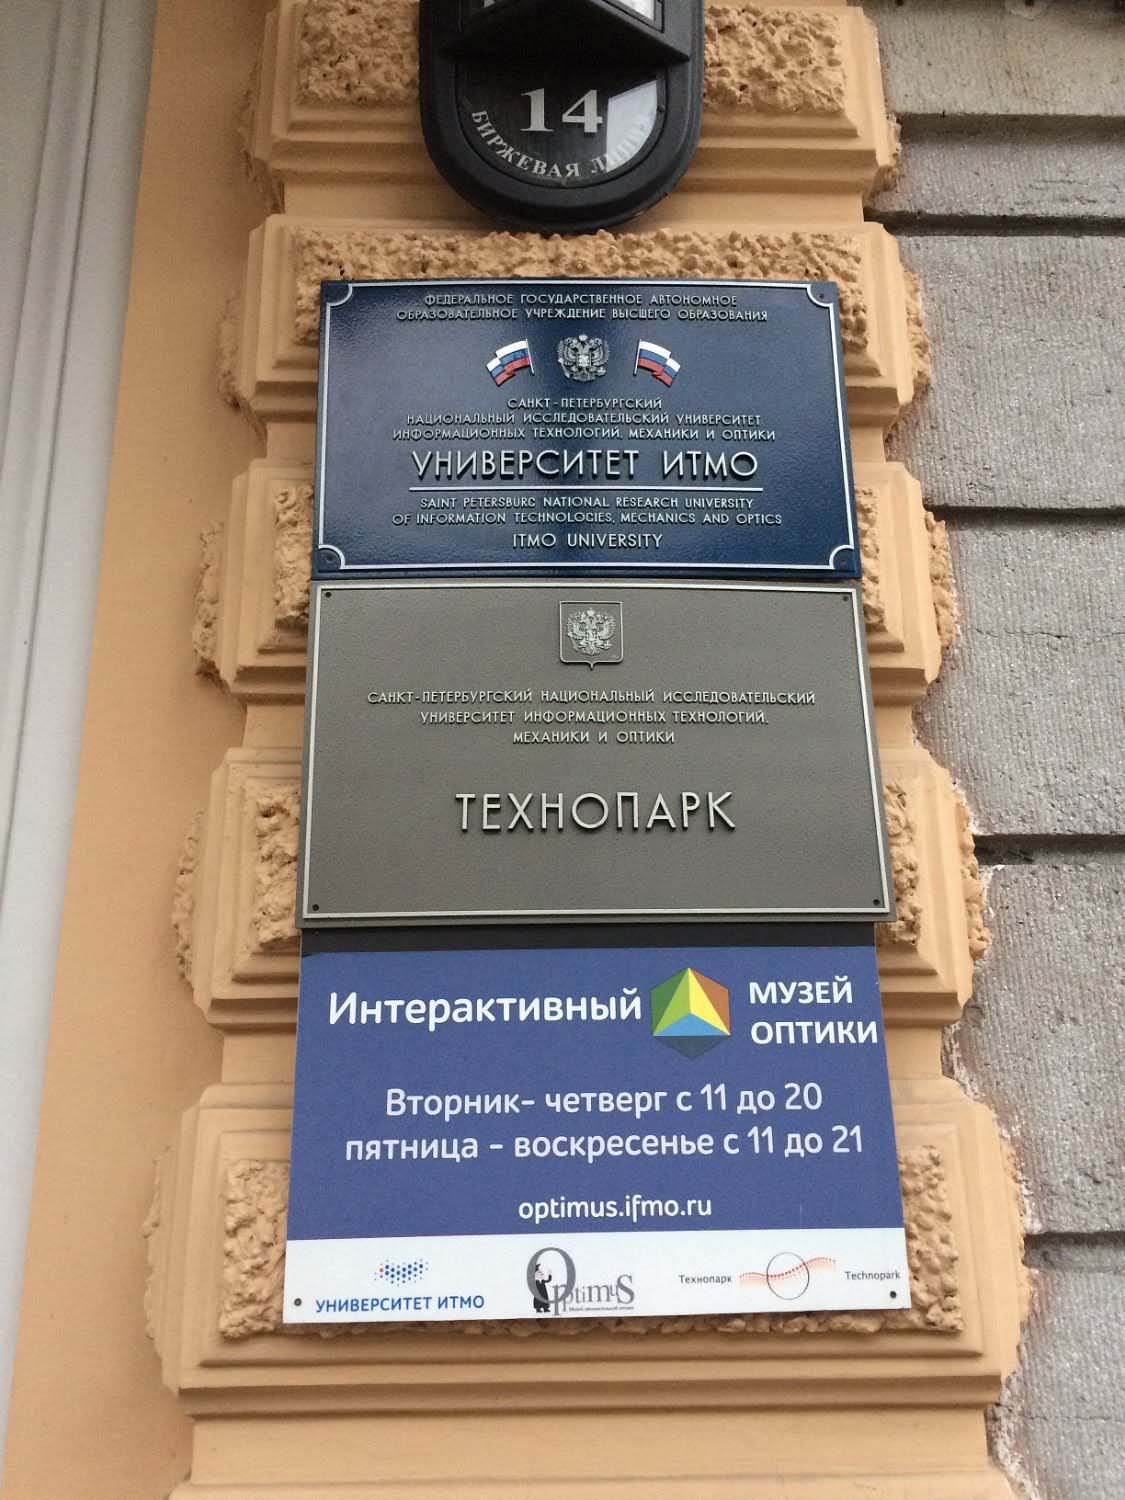 14
БИРЖЕВАЯ ЛИНИЯ
ФЕДЕРАЛЬНОЕ ГОСУДАРСТВЕННОЕ АВТОНОМНОЕ
ОБРАЗОВАТЕЛЬНОЕ УЧРЕЖДЕНИЕ ВЫСШЕГО ОБРАЗОВАНИЯ
САНКТ-ПЕТЕРБУРГСКИЙ
НАЦИОНАЛЬНЫЙ ИССЛЕДОВАТЕЛЬСКИЙ УНИВЕРСИТЕТ
ИНФОРМАЦИОННЫХ ТЕХНОЛОГИЙ, МЕХАНИКИ И ОПТИКИ
УНИВЕРСИТЕТ ИТМО
SAINT PETERSBURG NATIONAL RESEARCH UNIVERSITY
OF INFORMATION TECHNOLOGIES, MECHANICS AND OPTICS
ITMO UNIVERSITY
САНКТ-ПЕТЕРБУРГСКИЙ НАЦИОНАЛЬНЫЙ ИССЛЕДОВАТЕЛЬСКИЙ
УНИВЕРСИТЕТ ИНФОРМАЦИОННЫХ ТЕХНОЛОГИЙ,
МЕХАНИКИ И ОПТИКИ
ТЕХНОПАРК
Интерактивный МУЗЕЙ
ОПТИКИ
Вторник- четверг с 11 до 20
пятница - воскресенье с 11 до 21
optimus.ifmo.ru
УНИВЕРСИТЕТ ИТМО
Optimus
Технопарк Technopark